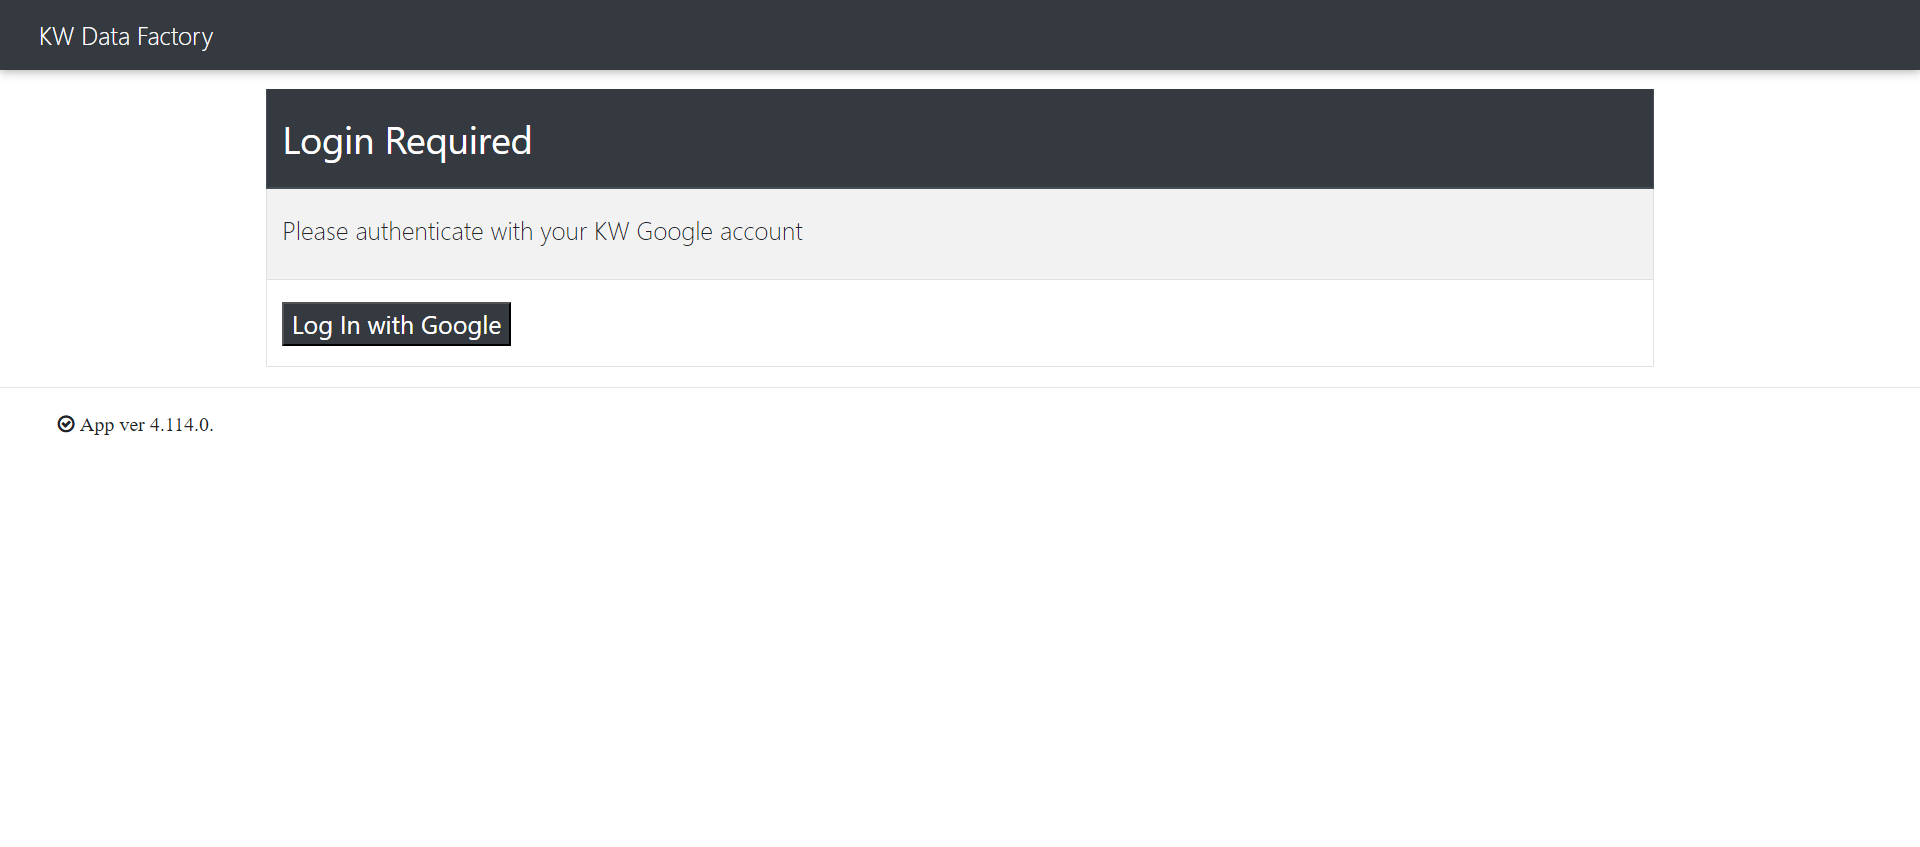 KW Data Factory
Login Required
Please authenticate with your KW Google account
Log In with Google
App ver 4.114.0.